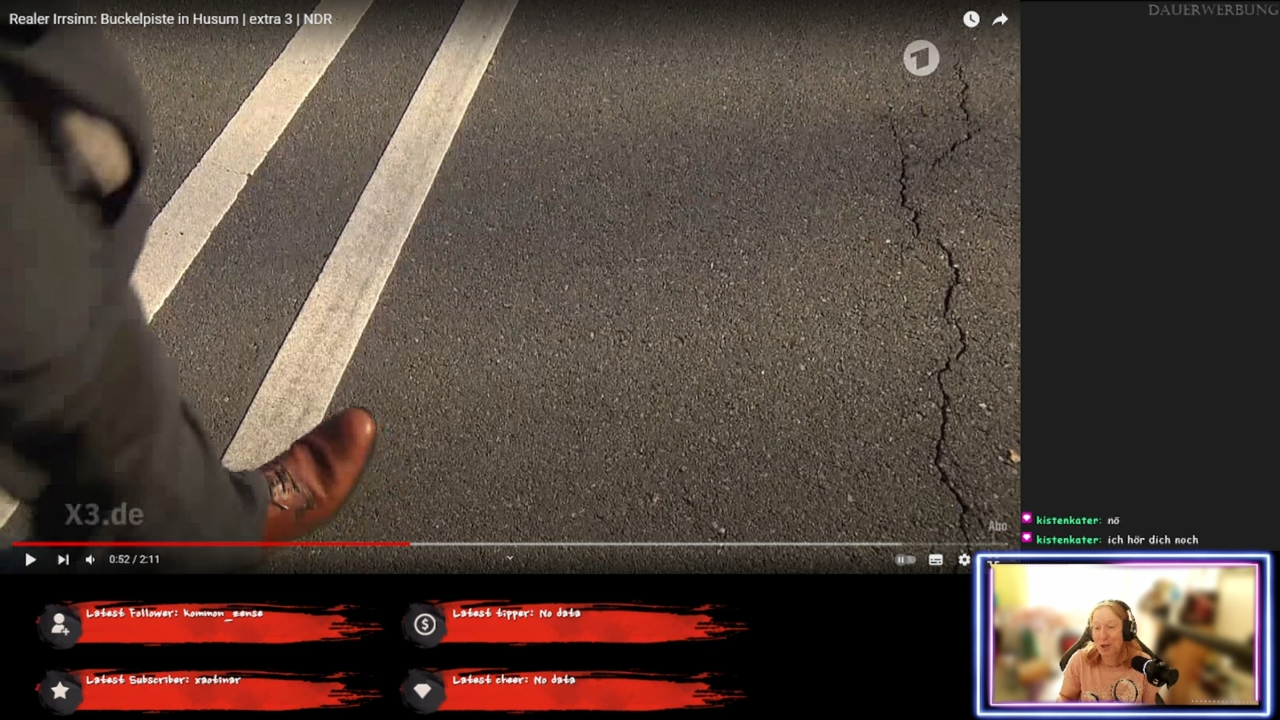 Realer Irrsinn: Buckelpiste in Husum | extra 3 | NDR
DAUERWERBUNG
X3.de
Abo
0:52 / 2:11
kistenkater: nö
kistenkater: ich hör dich noch
Latest Follower: kommon_zense
Latest tipper: No data
Latest Subscriber: xaotinar
Latest cheer: No data